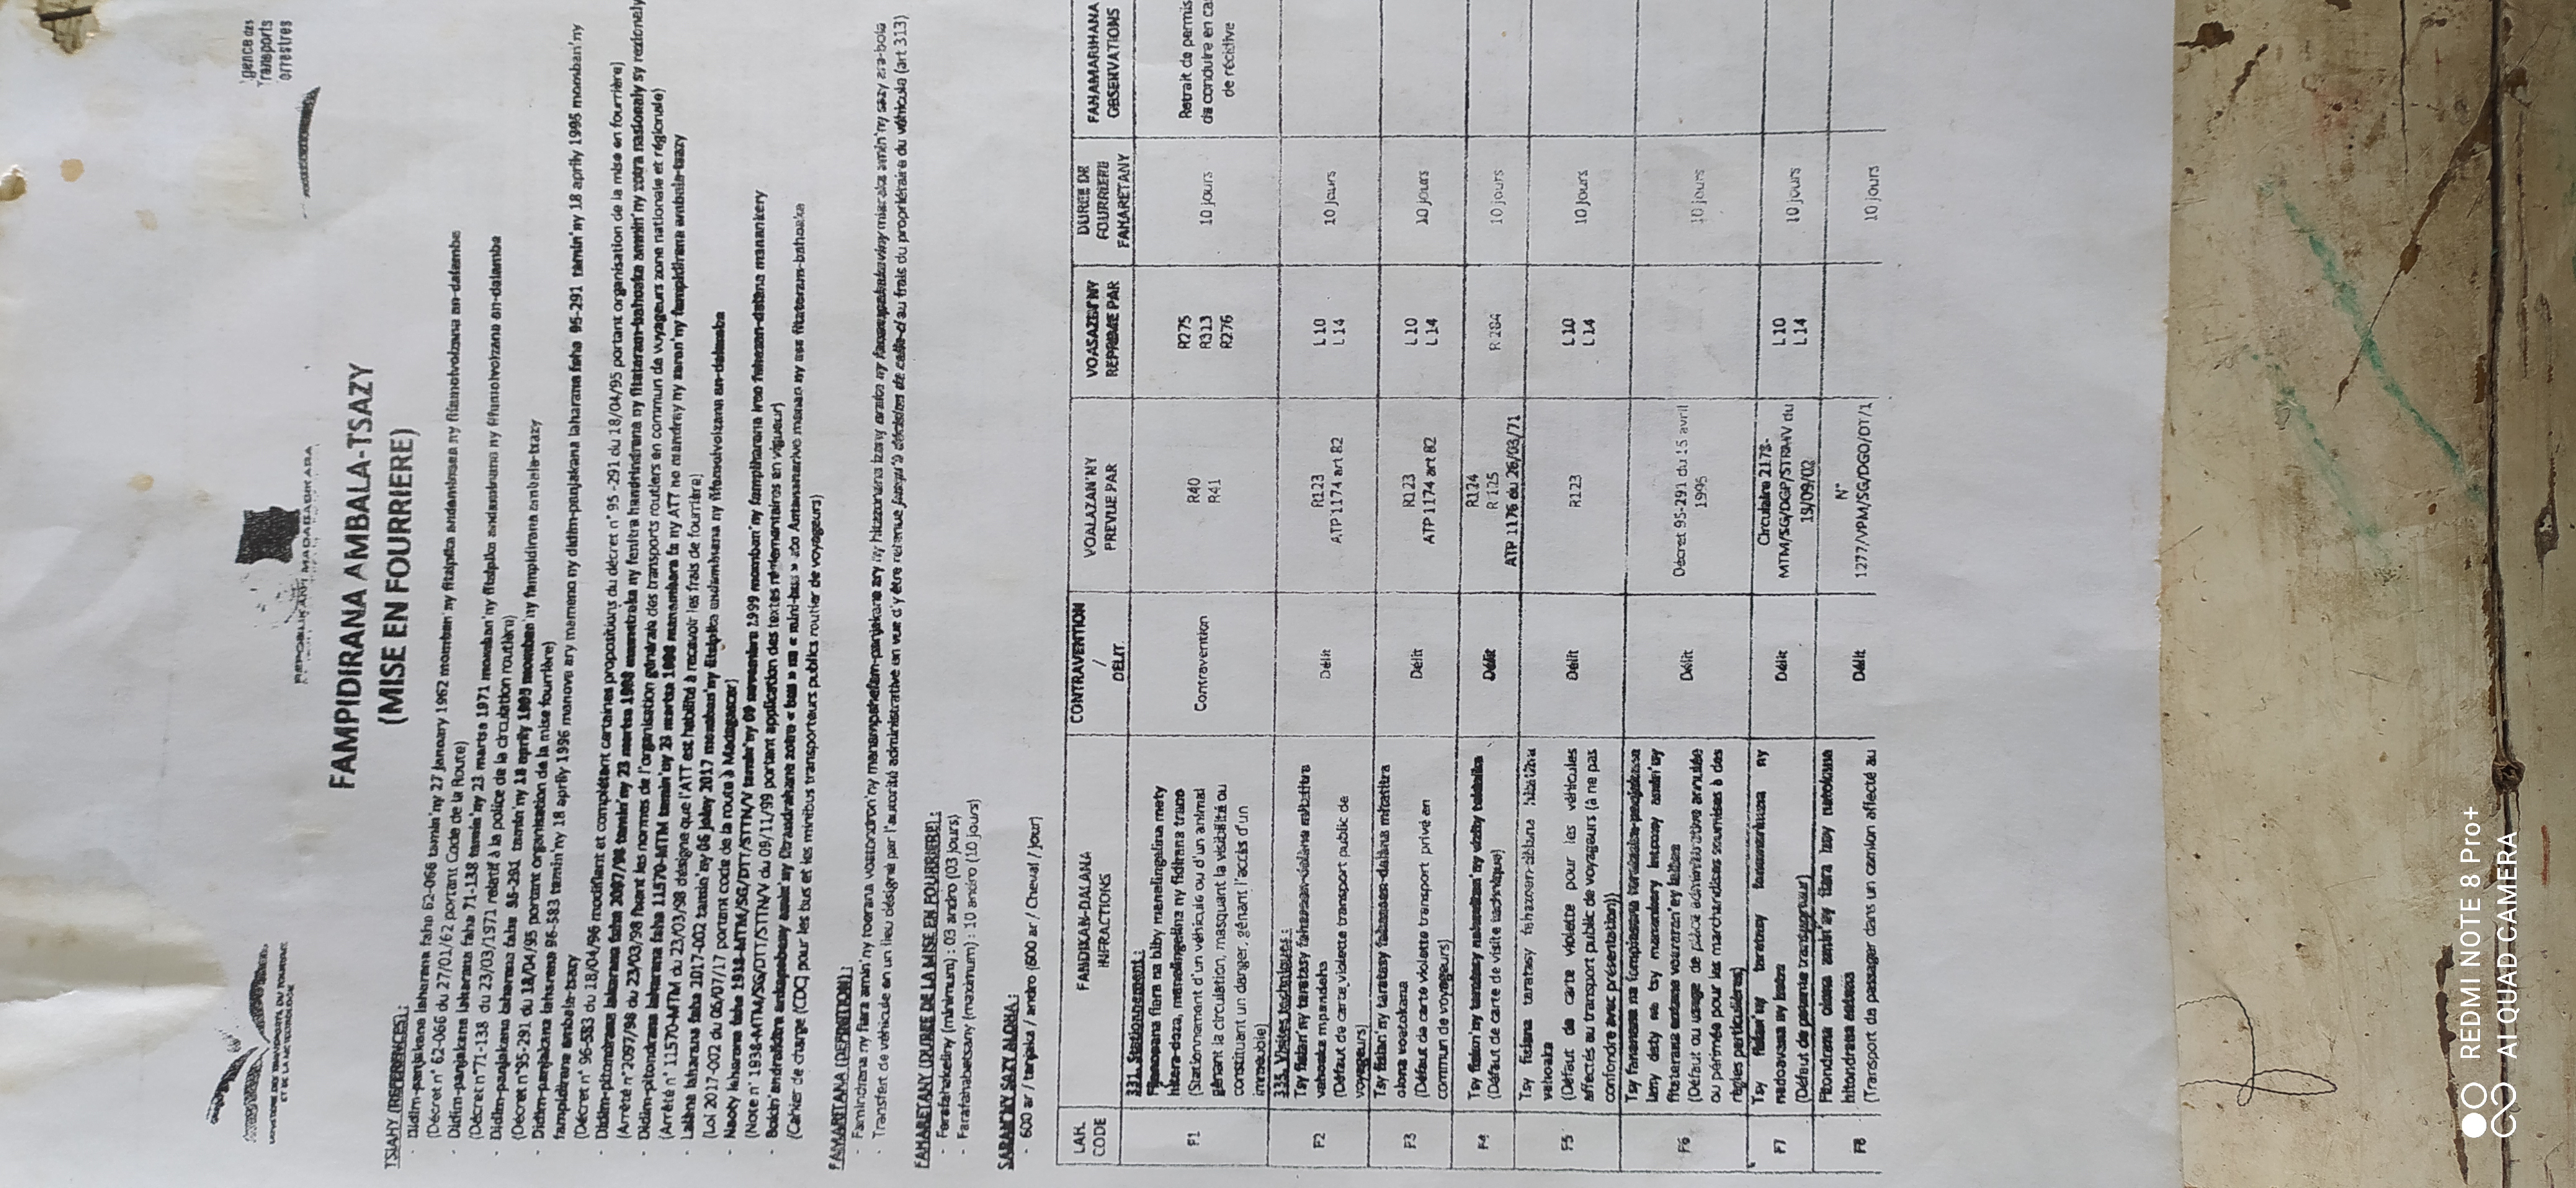 MINISTERE DES TRANSPORTS, DU TOURISME
ET DE LA METEOROLOGIE
REPOBLIKAN'I MADAGASIKARA
gence des
ransports
errestres
FAMPIDIRANA AMBALA-TSAZY
(MISE EN FOURRIERE)
TSIAHY (REFERENCES) :
- Didim-panjakana laharana faha 62-066 tamin'ny 27 janoary 1962 momban'ny fitsipika andaminana ny fifamoivoizana an-dalambe
(Décret n° 62-066 du 27/01/62 portant Code de la Route)
- Didim-panjakana laharana faha 71-138 tamin'ny 23 martsa 1971 momban'ny fitsipika andaminana ny fifamoivoizana an-dalambe
(Décret n°71-138 du 23/03/1971 relatif à la police de la circulation routière)
- Didim-panjakana laharana faha 95-291 tamin'ny 18 aprily 1995 momban'ny fampidirana ambala-tsazy
(Décret n°95-291 du 18/04/95 portant organisation de la mise fourrière)
- Didim-panjakana laharana 96-583 tamin'ny 18 aprily 1996 manova ary mameno ny didim-panjakana laharana faha 95-291 tamin'ny 18 aprily 1995 momban'ny
fampidirana ambala-tsazy
(Décret n° 96-583 du 18/04/96 modifiant et complétant certaines propositions du décret n° 95 -291 du 18/04/95 portant organisation de la mise en fourrière)
- Didim-pitondrana laharana faha 2097/98 tamin'ny 23 martsa 1998 mametraka ny fenitra handrindrana ny fitateram-bahoaka amnin'ny zotra nasionaly sy rezionaly
(Arrêté n°2097/98 du 23/03/98 fixant les normes de l'organisation générale des transports routiers en commun de voyageurs zone nationale et régionale)
- Didim-pitondrana laharana faha 11570-MTM tamin'ny 23 martsa 1998 manambara fa ny ATT no mandray ny saran'ny fampidirana ambala-tsazy
(Arrêté n° 11570-MTM du 23/03/98 désigne que l'ATT est habilité à recevoir les frais de fourrière)
- Lalàna laharana faha 2017-002 tamin'ny 06 jolay 2017 momban'ny fitsipika andaminana ny fifamoivoizana an-dalambe
(Loi 2017-002 du 06/07/17 portant code de la route à Madagascar)
- Naoty laharana faha 1938-MTM/SG/DTT/STTN/V tamin'ny 09 novembra 1999 momban'ny fampiharana ireo fahazan-dalana manankery
(Note n° 1938-MTM/SG/DTT/STTN/V du 09/11/99 portant application des textes réglementaires en vigueur)
- Bokin'andraikitra ankapobeny amin'ny fitrandrahana zotra « bus » na « mini-bus » ato Antananarivo manan ny asa fitateram-bahoaka
(Cahier de charge (CDC) pour les bus et les minibus transporteurs publics routier de voyageurs)
FAMARITANA (DEFINITION) :
- Famindrana ny fiara amin'ny toerana voatondron'ny manampahefam-panjakana ary ny hitazonana izany miaraka amin'ny sazy ara-bola
- Transfert de véhicule en un lieu désigné par l'autorité administrative en vue d'y être retenue jusqu'à décision de celle-ci au frais du propriétaire du véhicule (art 313)
FAHARETANY (DUREE DE LA MISE EN FOURRIERE) :
- Farafahakeliny (minimum) : 03 andro (03 jours)
- Farafahabetsany (maximum) : 10 andro (10 jours)
SARAN'NY SAZY ALOHA :
- 600 ar / tanjaka / andro (600 ar / Cheval / jour)
LAH. CODE
FANDIKAN-DALANA INFRACTIONS
CONTRAVENTION / DELIT
VOALAZAN'NY PREVUE PAR
VOASAZIN'NY REPRIME PAR
DUREE DE FOURRIERE FAHARETANY
FANAMARIHANA OBSERVATIONS
F1
331. Stationnement :
Fijanonana fiara na biby manelingelina mety
hitera-doza, manelingelina ny fidirana trano
(Stationnement d'un véhicule ou d'un animal
gênant la circulation, masquant la visibilité ou
constituant un danger, gênant l'accès d'un
immeuble)
Contravention
R40
R41
R275
R313
R276
10 jours
Retrait de permis
de conduire en cas
de récidive
F2
335. Visites techniques :
Tsy fisian'ny taratasy fahazoan-dalàna mitatitra
vahoaka mpandeha
(Défaut de carte violette transport public de
voyageurs)
Délit
R123
ATP 1174 art 82
L10
L14
10 jours
F3
Tsy fisian'ny taratasy fahazoan-dalàna mitatitra
olona voatokana
(Défaut de carte violette transport privé en
commun de voyageurs)
Délit
R123
ATP 1174 art 82
L10
L14
10 jours
F4
Tsy fisian'ny taratasy nahavitan'ny vizity teknika
(Défaut de carte de visite technique)
Délit
R124
R 125
ATP 1176 du 26/03/71
R 284
10 jours
F5
Tsy fisiana taratasy fahazoan-dàlana hitatitra
vahoaka
(Défaut de carte violette pour les véhicules
affectés au transport public de voyageurs (à ne pas
confondre avec présentation))
Délit
R123
L10
L14
10 jours
F6
Tsy fananana na fampiasana taratasim-panjakana
lany daty na tsy manankery intsony amin'ny
fitaterana entana voararan'ny lalàna
(Défaut ou usage de pièce administrative annulée
ou périmée pour les marchandises soumises à des
règles particulières)
Délit
Décret 95-291 du 15 avril
1995
10 jours
F7
Tsy fisian'ny taratasy fanamarihana ny
nadoavana ny hetra
(Défaut de patente transporteur)
Délit
Circulaire 2173-
MTM/SG/DGP/STRMV du
19/09/02
L10
L14
10 jours
F8
Fitondrana olona amin'ny fiara izay natokana
hitondrana entana
(Transport de passager dans un camion affecté au
Délit
N°
1277/VPM/SG/DGO/DT/1
10 jours
REDMI NOTE 8 Pro+
AI QUAD CAMERA